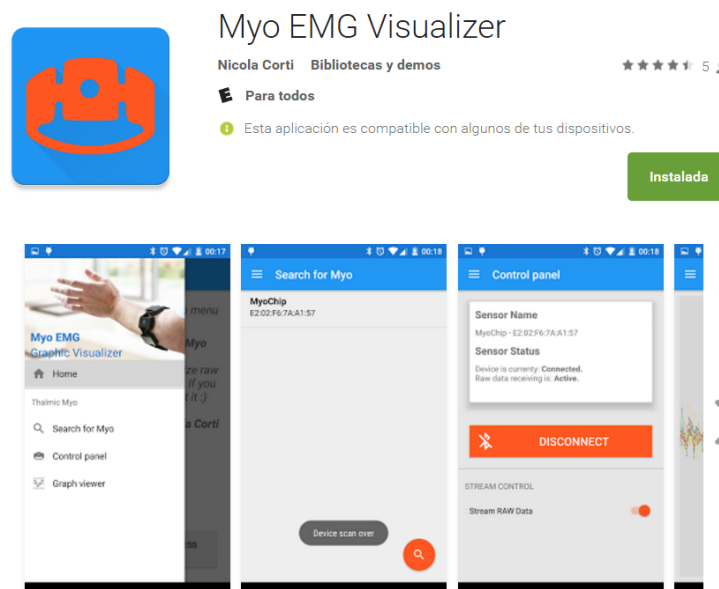 Myo EMG Visualizer
Nicola Corti Bibliotecas y demos
5
E Para todos
Esta aplicación es compatible con algunos de tus dispositivos.
Instalada
00:17
Myo EMG
Graphic Visualizer
Home
Thalmic Myo
Search for Myo
Control panel
Graph viewer
menu
Myo
ze raw
If you
t it :)
a Corti
ss
00:18
Search for Myo
MyoChip
E2:02:F6:7A:A1:57
Device scan over
00:18
Control panel
Sensor Name
MyoChip - E2:02:F6:7A:A1:57
Sensor Status
Device is currenty: Connected.
Raw data receiving is: Active.
DISCONNECT
STREAM CONTROL
Stream RAW Data